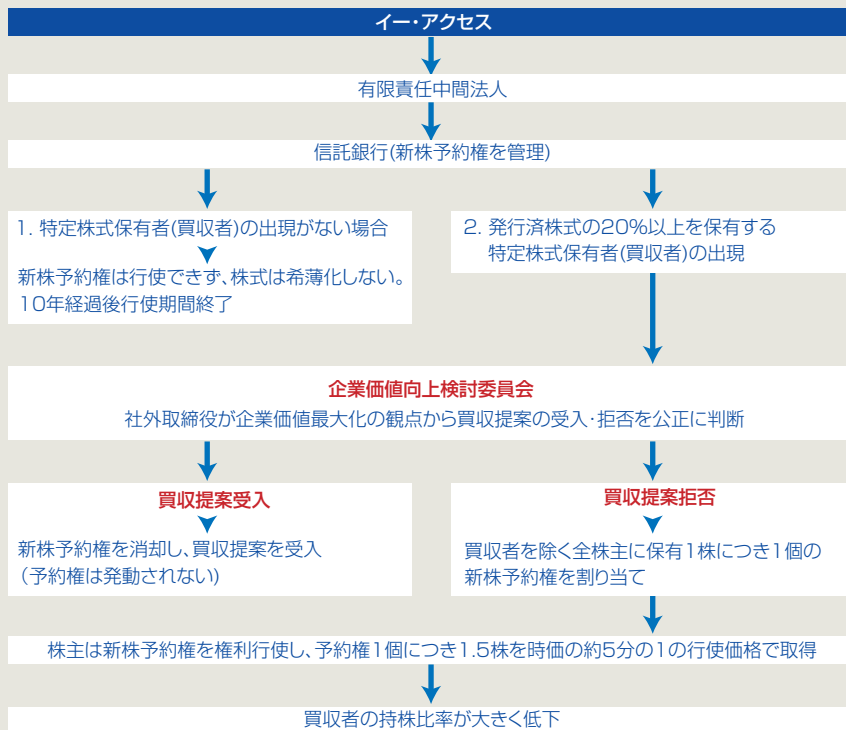 イー・アクセス
有限責任中間法人
信託銀行(新株予約権を管理)
1. 特定株式保有者(買収者)の出現がない場合
新株予約権は行使できず、株式は希薄化しない。
10年経過後行使期間終了
2. 発行済株式の20%以上を保有する
特定株式保有者(買収者)の出現
企業価値向上検討委員会
社外取締役が企業価値最大化の観点から買収提案の受入・拒否を公正に判断
買収提案受入
新株予約権を消却し、買収提案を受入
（予約権は発動されない)
買収提案拒否
買収者を除く全株主に保有1株につき1個の
新株予約権を割り当て
株主は新株予約権を権利行使し、予約権1個につき1.5株を時価の約5分の1の行使価格で取得
買収者の持株比率が大きく低下